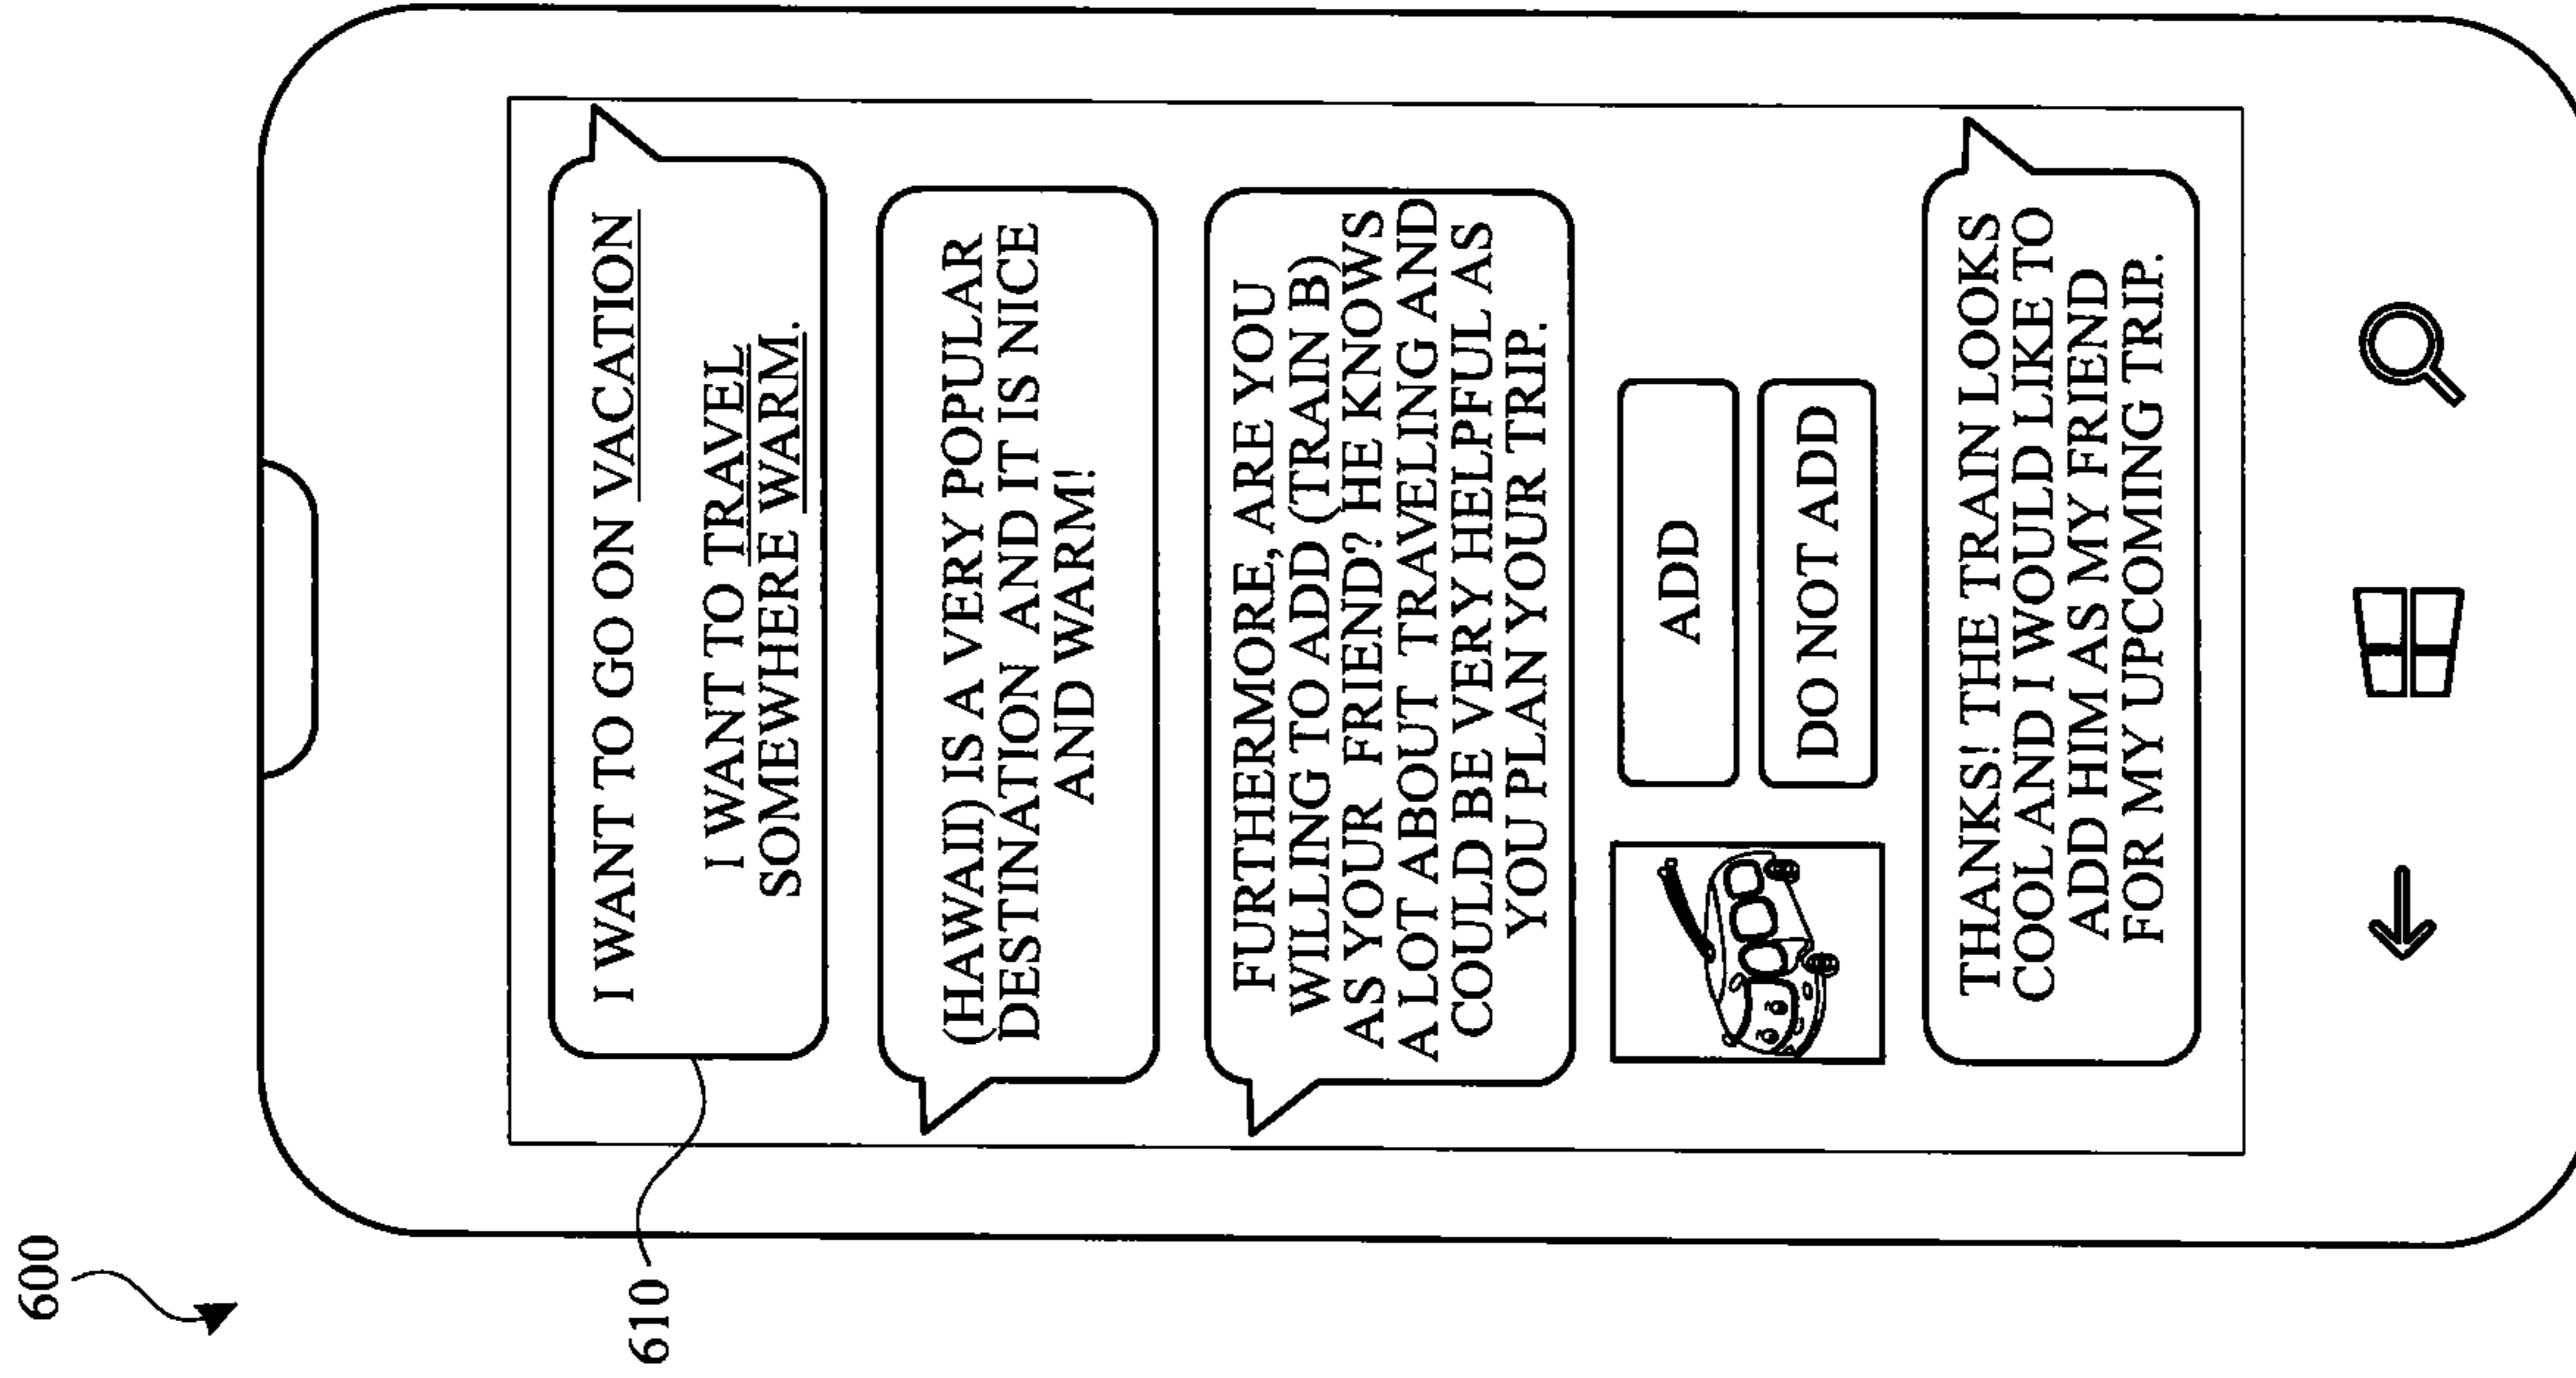 600
610
I WANT TO GO ON VACATION
I WANT TO TRAVEL
SOMEWHERE WARM.
(HAWAII) IS A VERY POPULAR
DESTINATION AND IT IS NICE
AND WARM!
FURTHERMORE, ARE YOU
WILLING TO ADD (TRAIN B)
AS YOUR FRIEND? HE KNOWS
A LOT ABOUT TRAVELING AND
COULD BE VERY HELPFUL AS
YOU PLAN YOUR TRIP.
ADD
DO NOT ADD
THANKS! THE TRAIN LOOKS
COOL AND I WOULD LIKE TO
ADD HIM AS MY FRIEND
FOR MY UPCOMING TRIP.